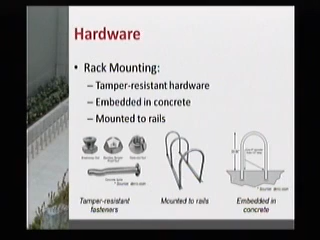 Hardware
• Rack Mounting:
– Tamper-resistant hardware
– Embedded in concrete
– Mounted to rails
Tamper-resistant
fasteners
Mounted to rails
Embedded in
concrete